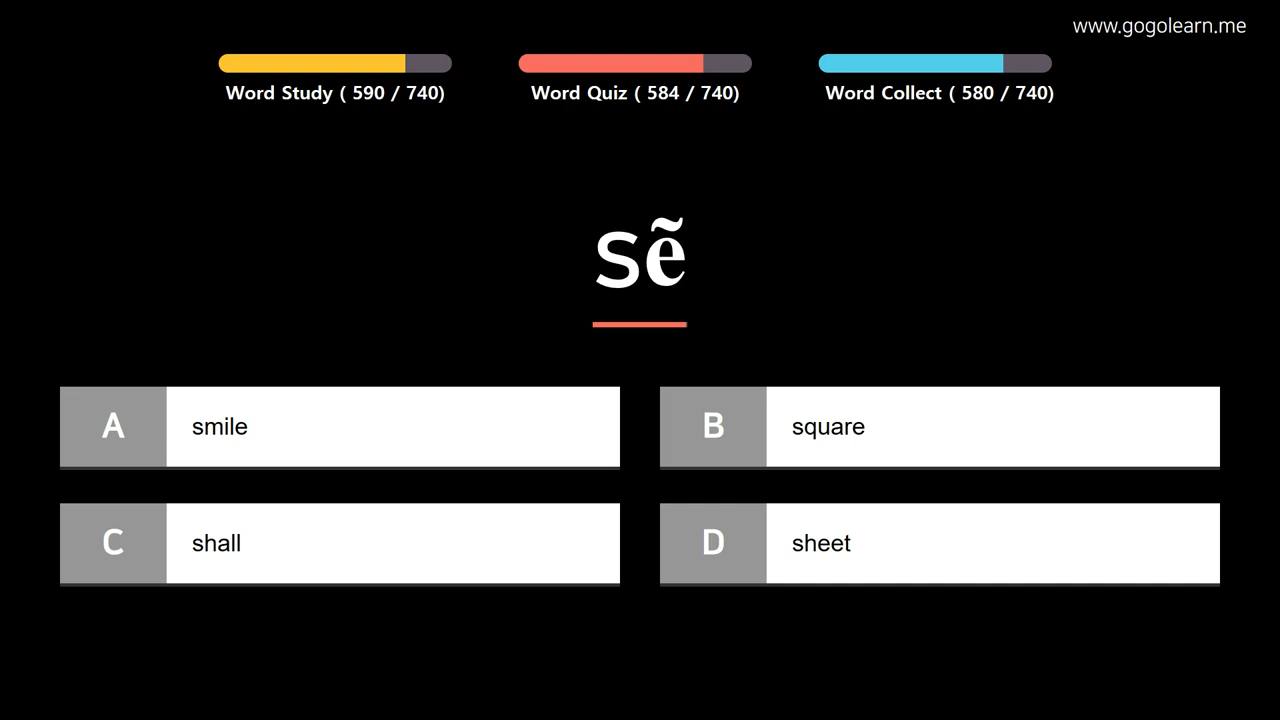 www.gogolearn.me
Word Study ( 590 / 740)
Word Quiz ( 584 / 740)
Word Collect ( 580 / 740)
sẽ
A smile
B square
C shall
D sheet